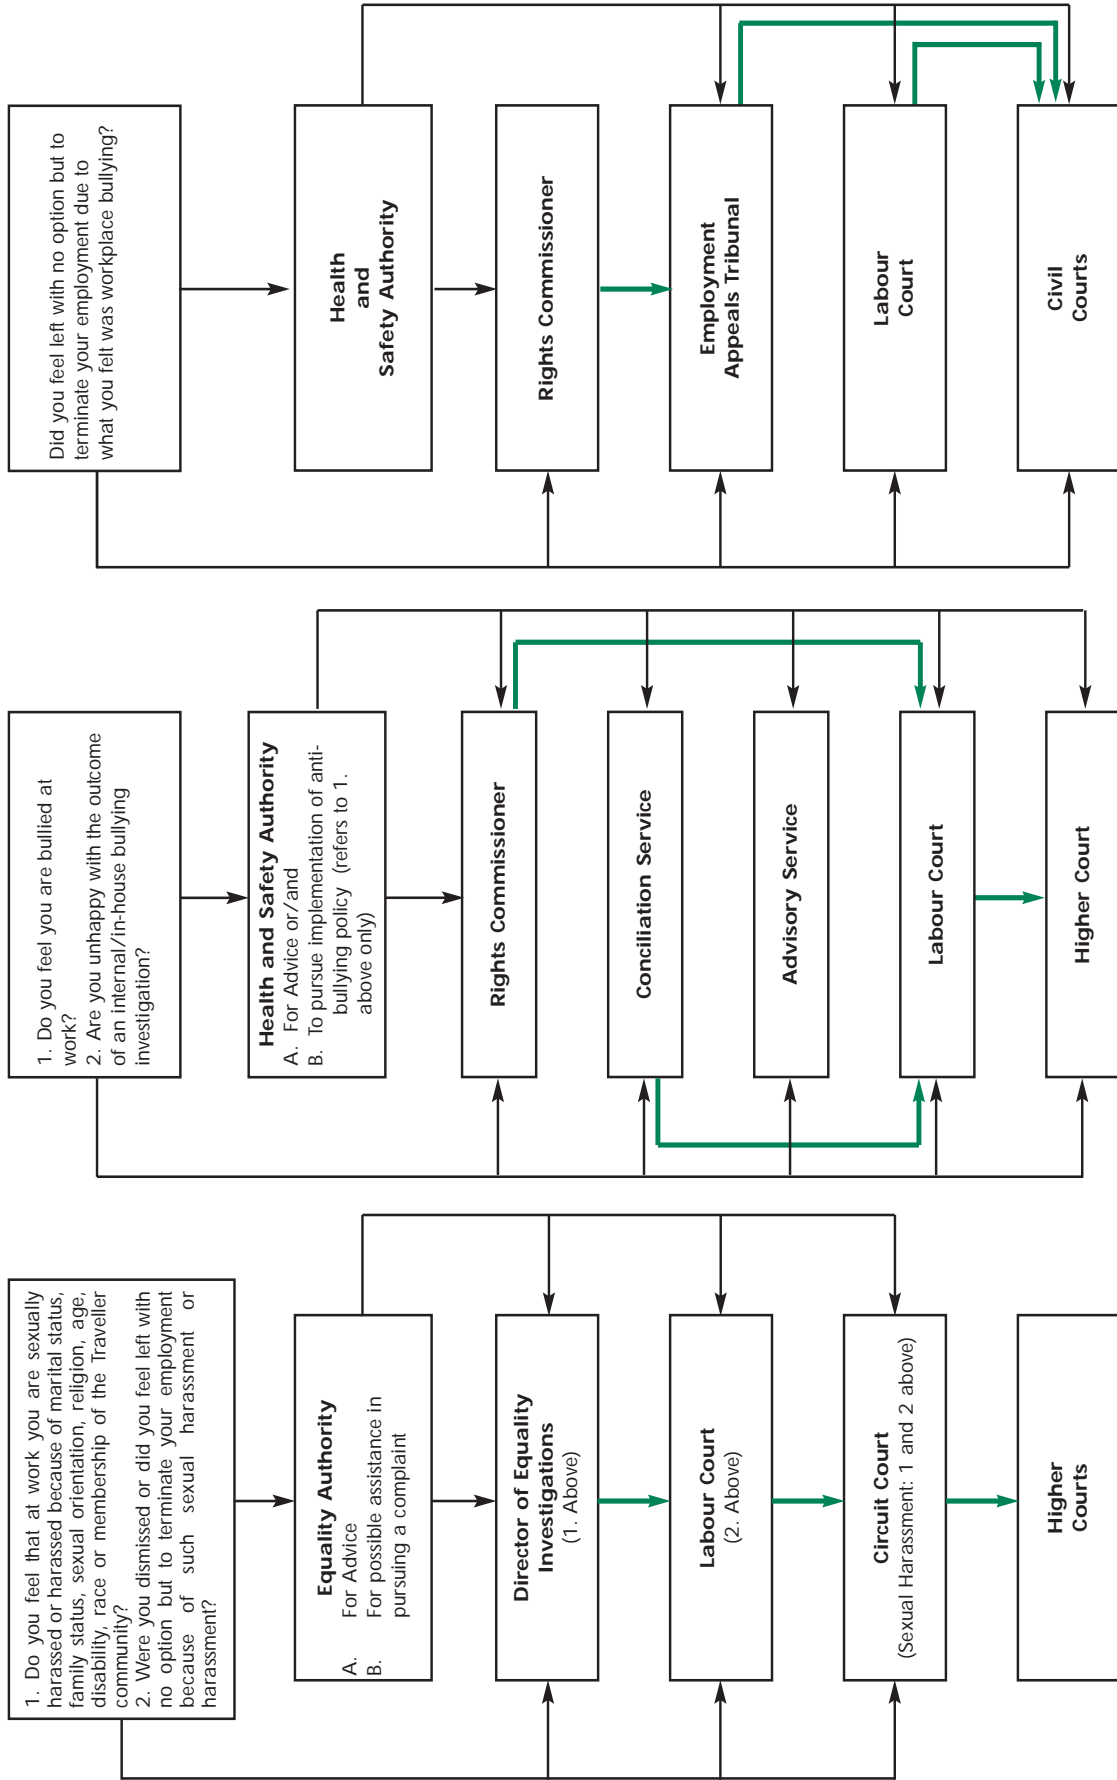 1. Do you feel that at work you are sexually
harassed or harassed because of marital status,
family status, sexual orientation, religion, age,
disability, race or membership of the Traveller
community?
2. Were you dismissed or did you feel left with
no option but to terminate your employment
because of such sexual harassment or
harassment?
Equality Authority
A. For Advice
B. For possible assistance in
pursuing a complaint
Director of Equality
Investigations
(1. Above)
Labour Court
(2. Above)
Circuit Court
(Sexual Harassment: 1 and 2 above)
Higher
Courts
1. Do you feel you are bullied at
work?
2. Are you unhappy with the outcome
of an internal/in-house bullying
investigation?
Health and Safety Authority
A. For Advice or/and
B. To pursue implementation of anti-
bullying policy (refers to 1.
above only)
Rights Commissioner
Conciliation Service
Advisory Service
Labour Court
Higher Court
Did you feel left with no option but to
terminate your employment due to
what you felt was workplace bullying?
Health
and
Safety Authority
Rights Commissioner
Employment
Appeals Tribunal
Labour
Court
Civil
Courts